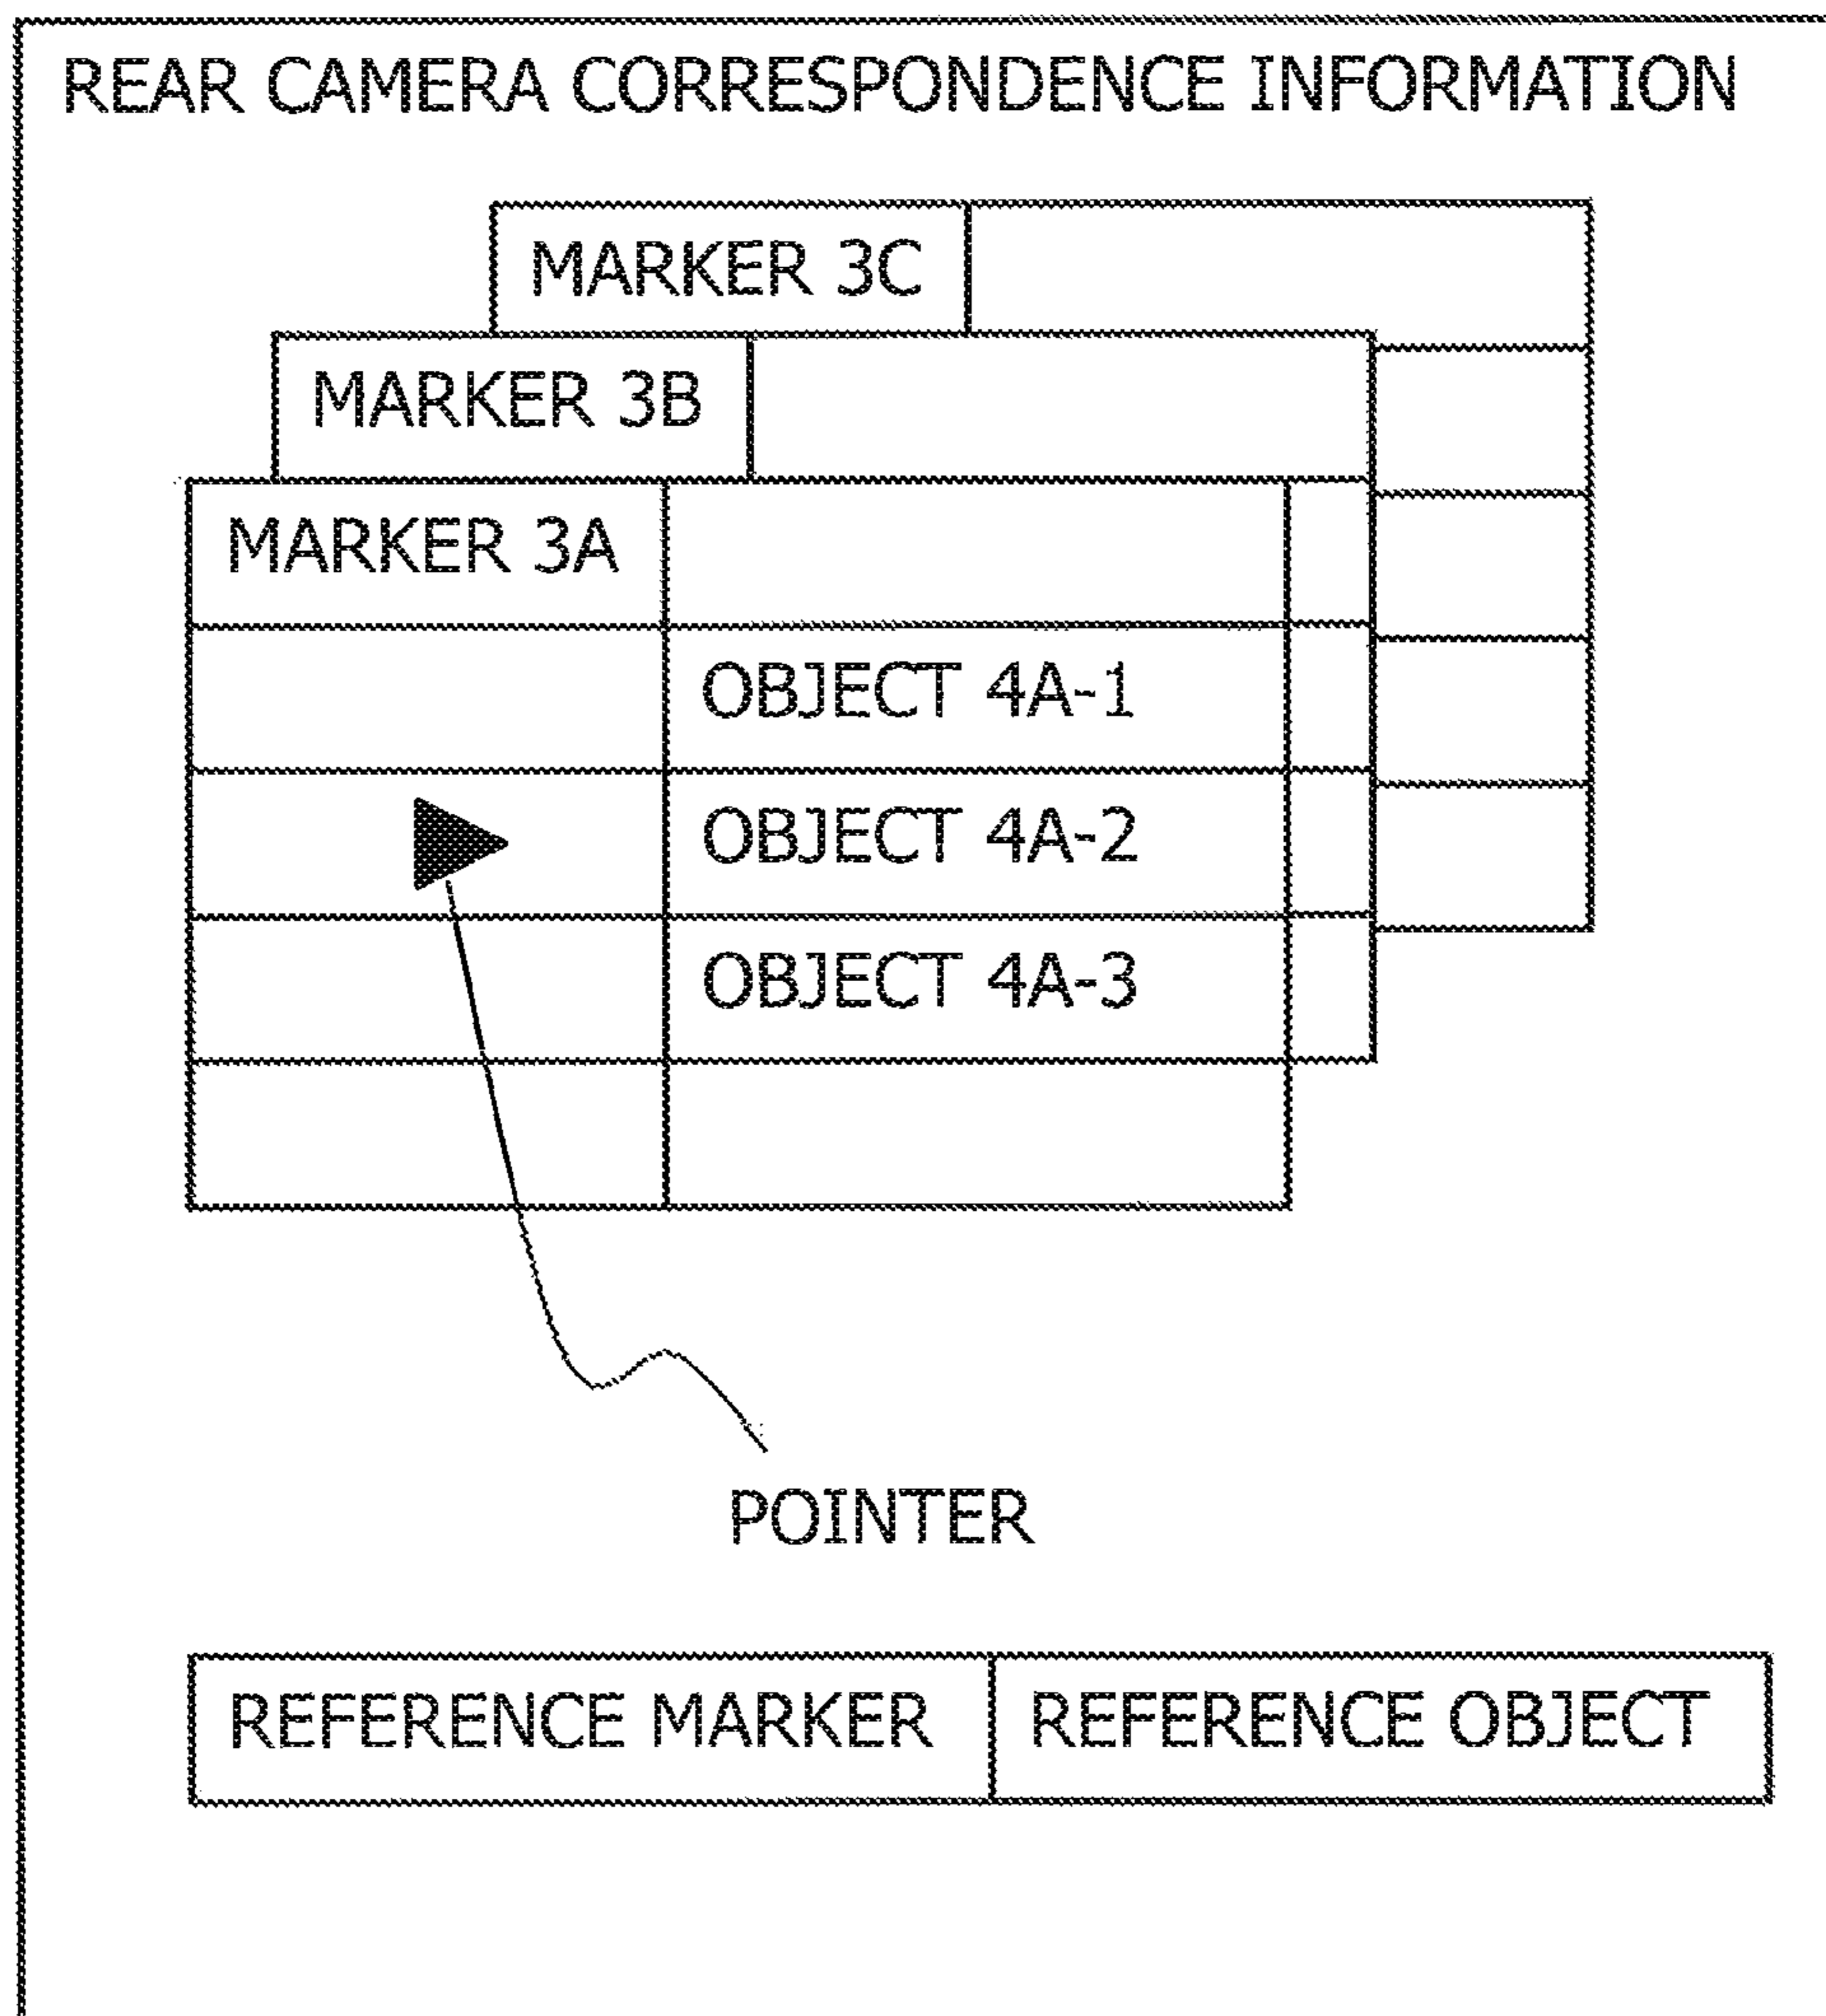 REAR CAMERA CORRESPONDENCE INFORMATION
MARKER 3C
MARKER 3B
MARKER 3A
OBJECT 4A-1
OBJECT 4A-2
OBJECT 4A-3
POINTER
REFERENCE MARKER REFERENCE OBJECT